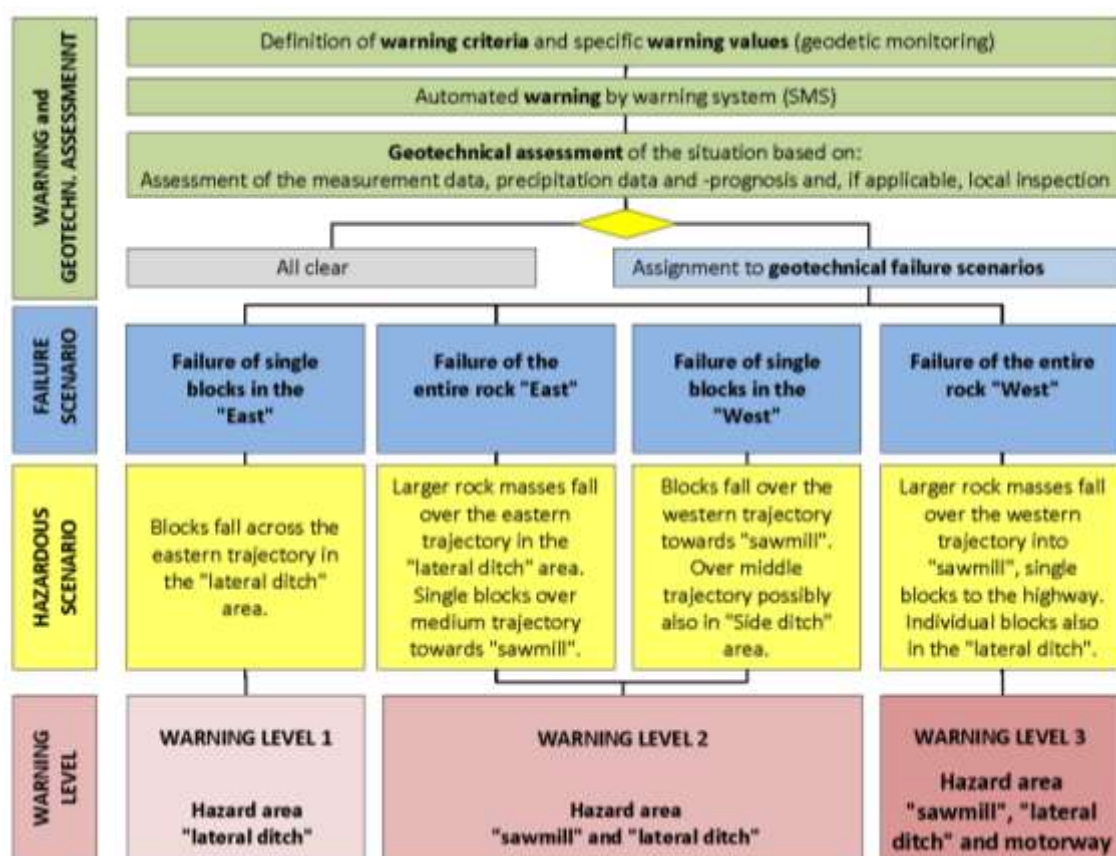 WARNING and
GEOTECHN. ASSESSMENT
Definition of warning criteria and specific warning values (geodetic monitoring)
Automated warning by warning system (SMS)
Geotechnical assessment of the situation based on:
Assessment of the measurement data, precipitation data and -prognosis and, if applicable, local inspection
All clear
Assignment to geotechnical failure scenarios
FAILURE
SCENARIO
Failure of single
blocks in the
"East"
Failure of the
entire rock "East"
Failure of single
blocks in the
"West"
Failure of the entire
rock "West"
HAZARDOUS
SCENARIO
Blocks fall across the
eastern trajectory in
the "lateral ditch"
area.
Larger rock masses fall
over the eastern
trajectory in the
"lateral ditch" area.
Single blocks over
medium trajectory
towards "sawmill".
Blocks fall over the
western trajectory
towards "sawmill".
Over middle
trajectory possibly
also in "Side ditch"
area.
Larger rock masses fall
over the western
trajectory into
"sawmill", single
blocks to the highway.
Individual blocks also
in the "lateral ditch".
WARNING
LEVEL
WARNING LEVEL 1
Hazard area
"lateral ditch"
WARNING LEVEL 2
Hazard area
"sawmill" and "lateral ditch"
WARNING LEVEL 3
Hazard area
"sawmill", "lateral
ditch" and motorway